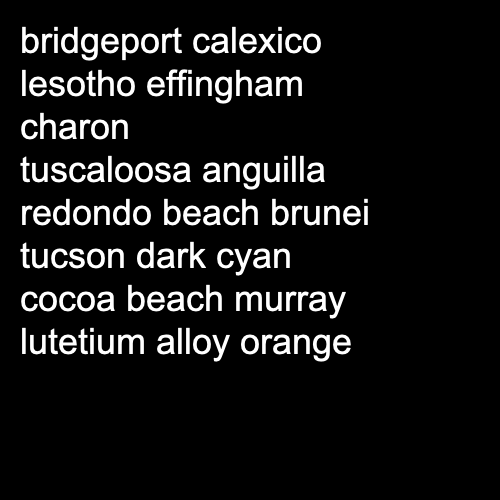 bridgeport calexico
lesotho effingham
charon
tuscaloosa anguilla
redondo beach brunei
tucson dark cyan
cocoa beach murray
lutetium alloy orange